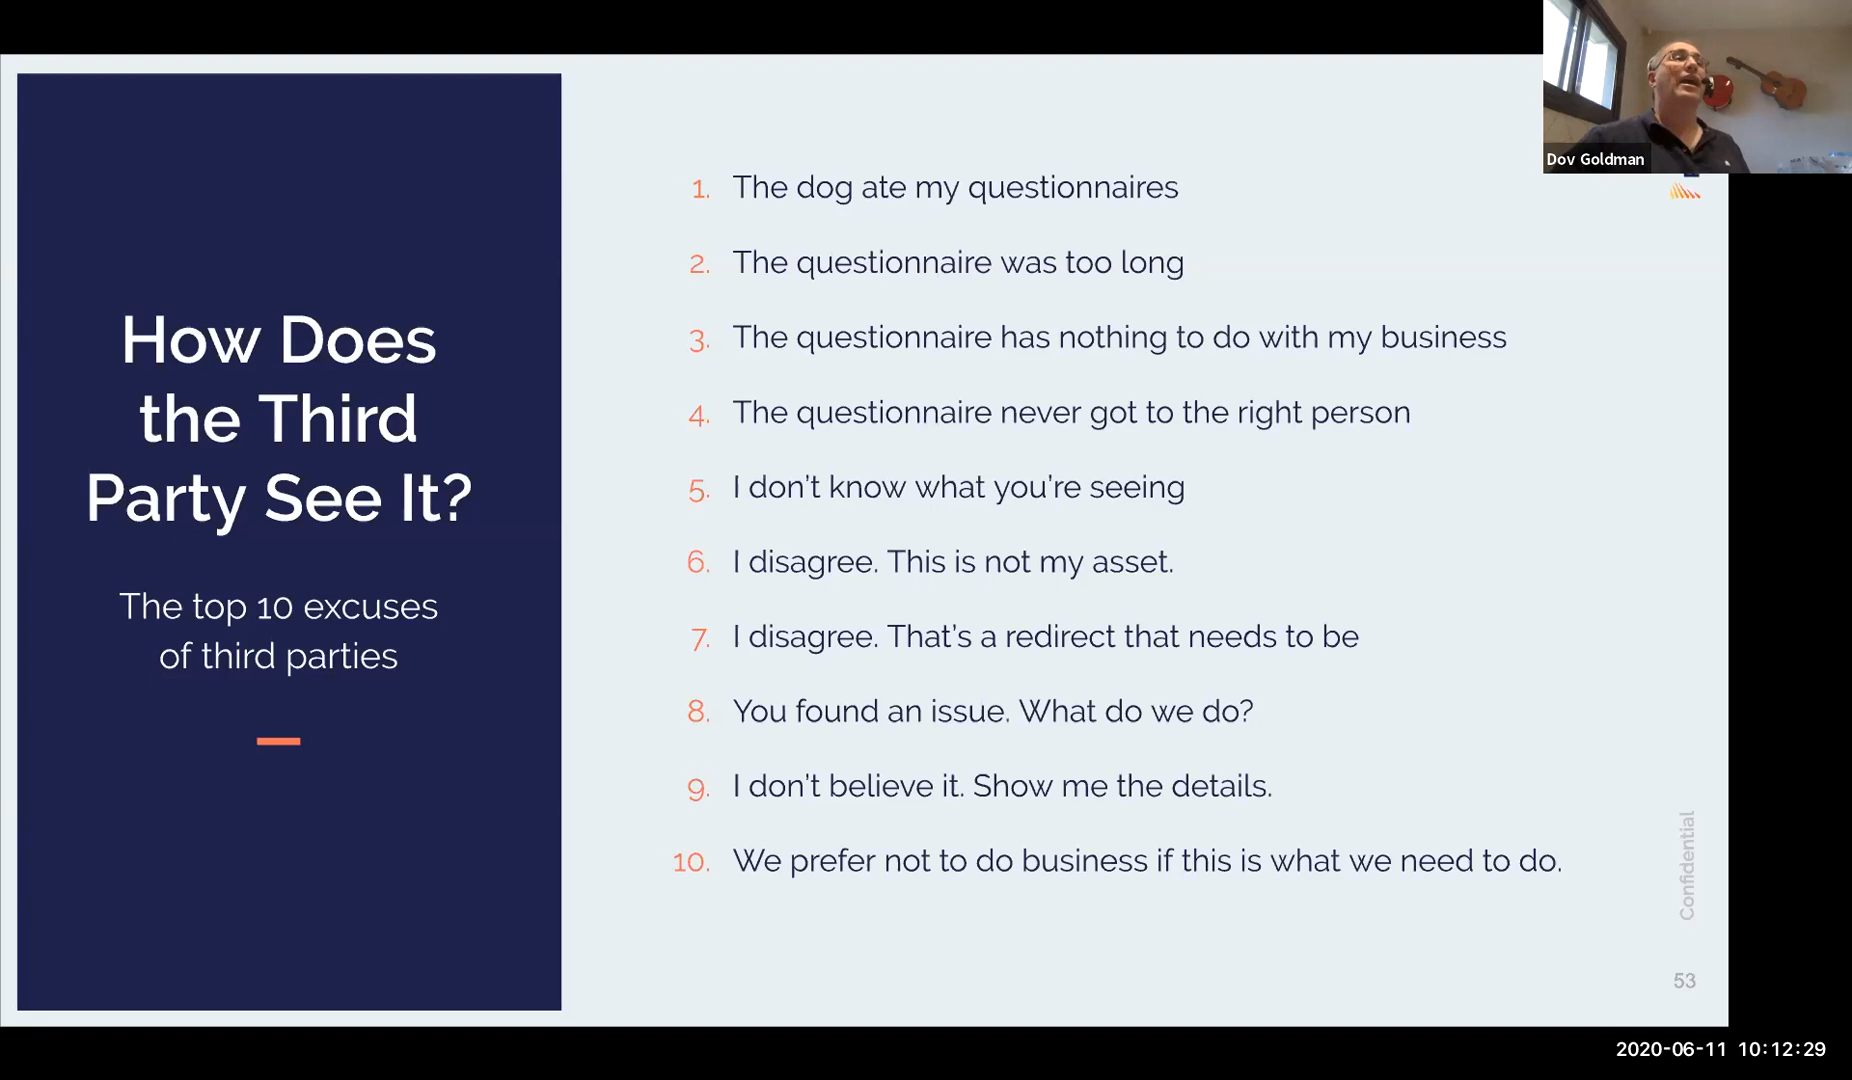 How Does
the Third
Party See It?
The top 10 excuses
of third parties
1. The dog ate my questionnaires
2. The questionnaire was too long
3. The questionnaire has nothing to do with my business
4. The questionnaire never got to the right person
5. I don't know what you're seeing
6. I disagree. This is not my asset.
7. I disagree. That's a redirect that needs to be
8. You found an issue. What do we do?
9. I don't believe it. Show me the details.
10. We prefer not to do business if this is what we need to do.
Dov Goldman
Confidential
53
2020-06-11 10:12:29